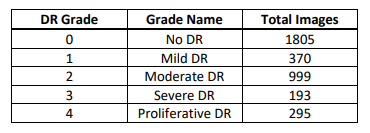 DR Grade Grade Name Total Images
0 No DR 1805
1 Mild DR 370
2 Moderate DR 999
3 Severe DR 193
4 Proliferative DR 295